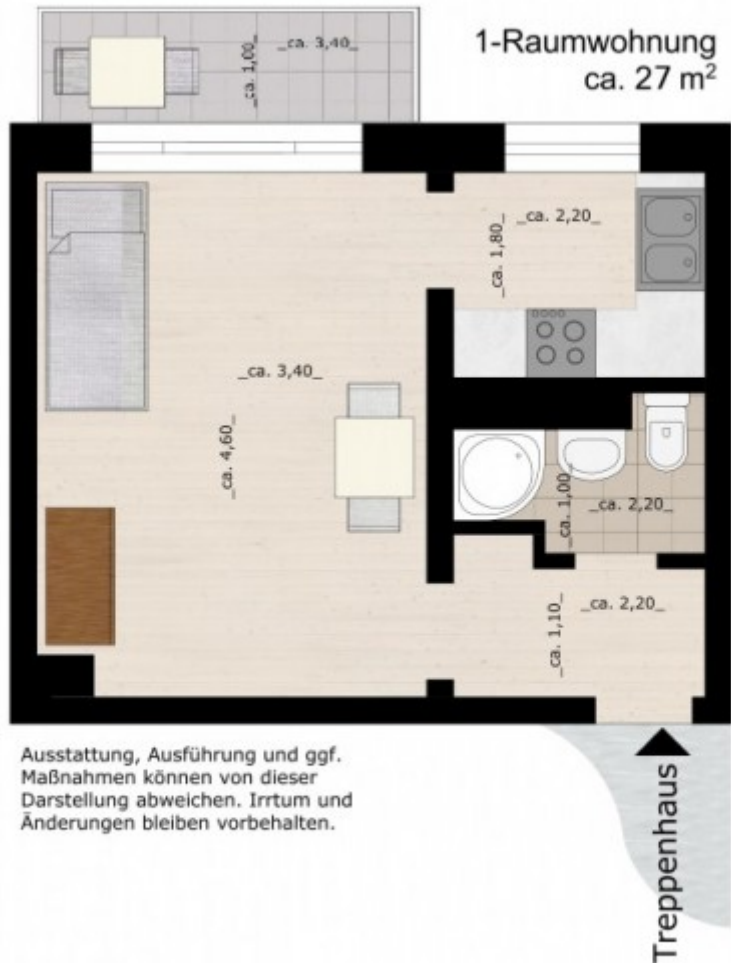 1-Raumwohnung
ca. 27 m²
_ca. 3,40_
_ca. 1,00_
_ca. 2,20_
_ca. 1,80_
_ca. 3,40_
_ca. 4,60_
_ca. 1,00_
_ca. 2,20_
_ca. 2,20_
_ca. 1,10_
Ausstattung, Ausführung und ggf.
Maßnahmen können von dieser
Darstellung abweichen. Irrtum und
Änderungen bleiben vorbehalten.
Treppenhaus